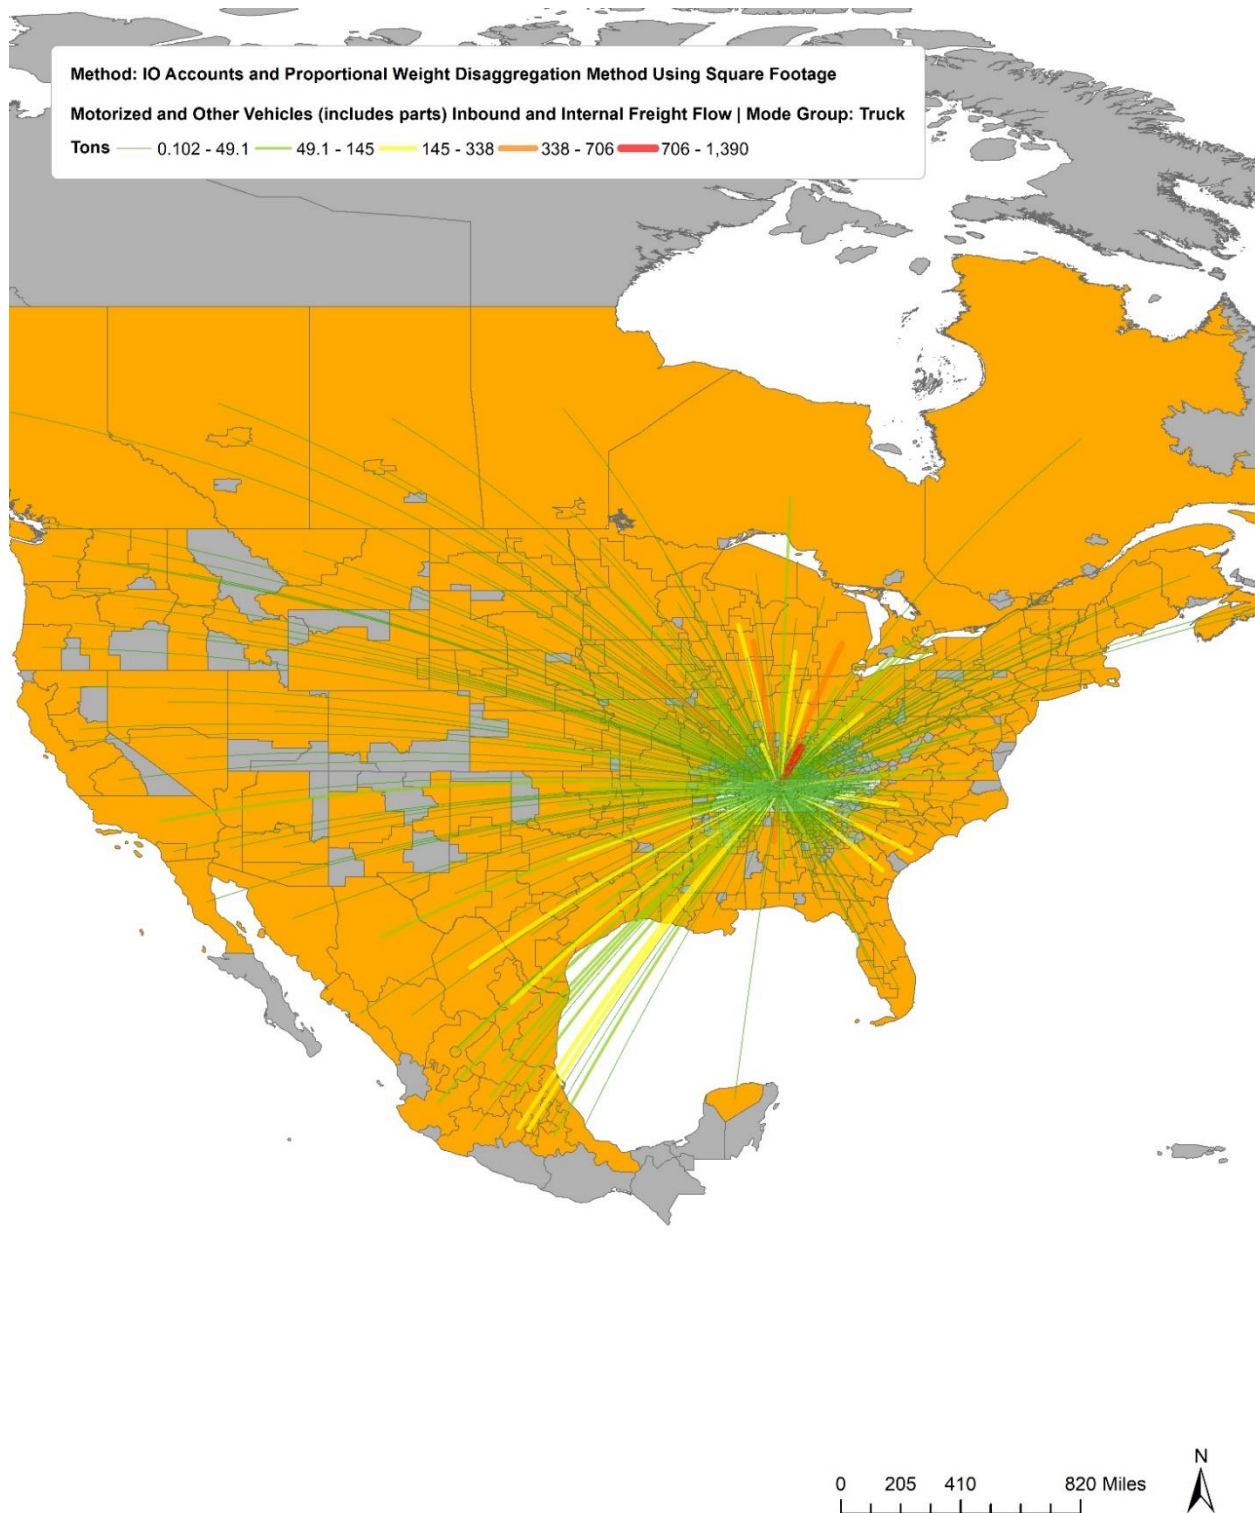 Method: IO Accounts and Proportional Weight Disaggregation Method Using Square Footage
Motorized and Other Vehicles (includes parts) Inbound and Internal Freight Flow | Mode Group: Truck
Tons 0.102 - 49.1 49.1 - 145 145 - 338 338 - 706 706 - 1,390
N
0 205 410 820 Miles